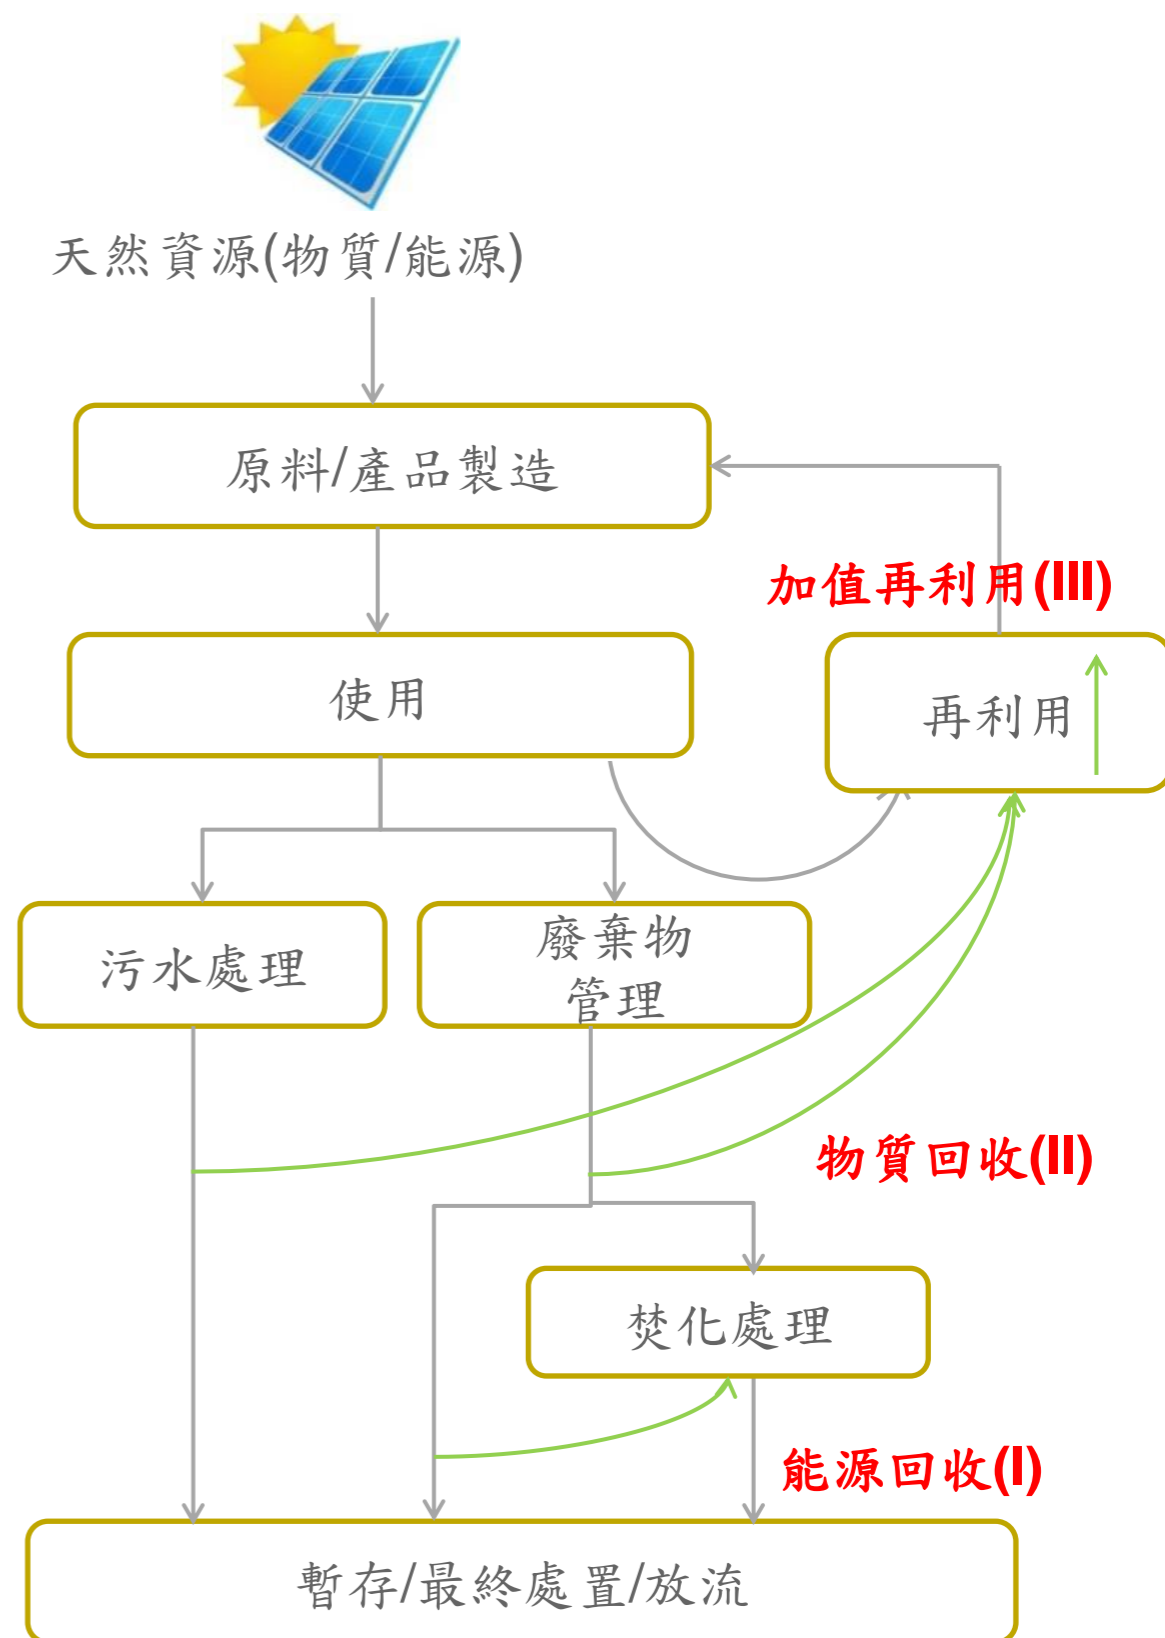 天然資源(物質/能源)
原料/產品製造
加值再利用(III)
使用
再利用
污水處理
廢棄物
管理
物質回收(II)
焚化處理
能源回收(I)
暫存/最終處置/放流